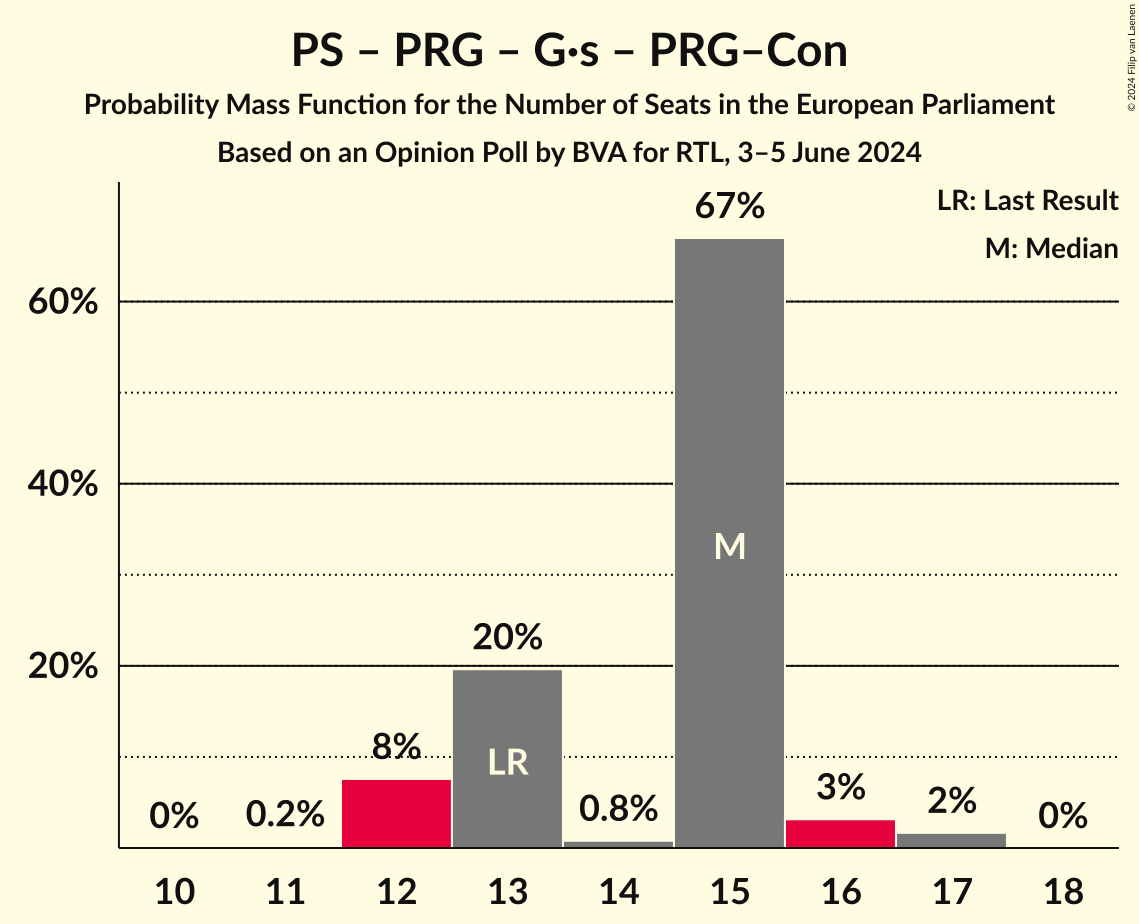 PS – PRG – G·s – PRG–Con
Probability Mass Function for the Number of Seats in the European Parliament
Based on an Opinion Poll by BVA for RTL, 3–5 June 2024
© 2024 Filip van Laenen
LR: Last Result
M: Median
67%
60%
40%
M
20%
20%
8%
LR
0%
0.2%
0.8%
3%
2%
0%
10 11 12 13 14 15 16 17 18